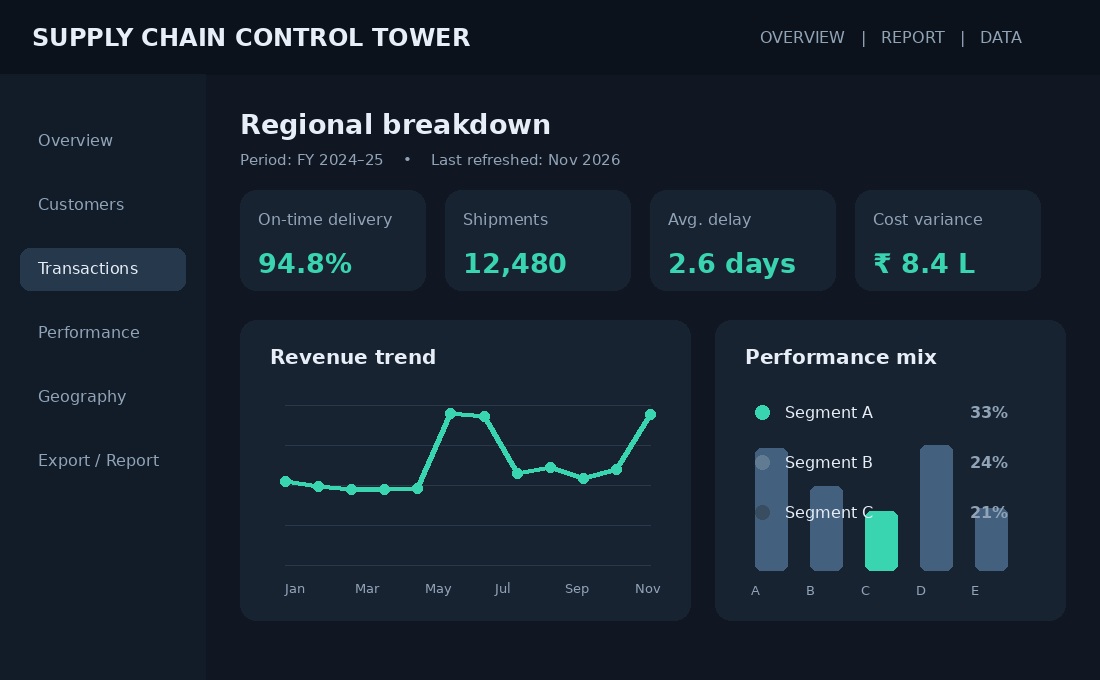 SUPPLY CHAIN CONTROL TOWER
OVERVIEW | REPORT | DATA
Overview
Customers
Transactions
Performance
Geography
Export / Report
Regional breakdown
Period: FY 2024–25 • Last refreshed: Nov 2026
On-time delivery
94.8%
Shipments
12,480
Avg. delay
2.6 days
Cost variance
₹ 8.4 L
Revenue trend
Jan Mar May Jul Sep Nov
Performance mix
Segment A 33%
Segment B 24%
Segment C 21%
A B C D E